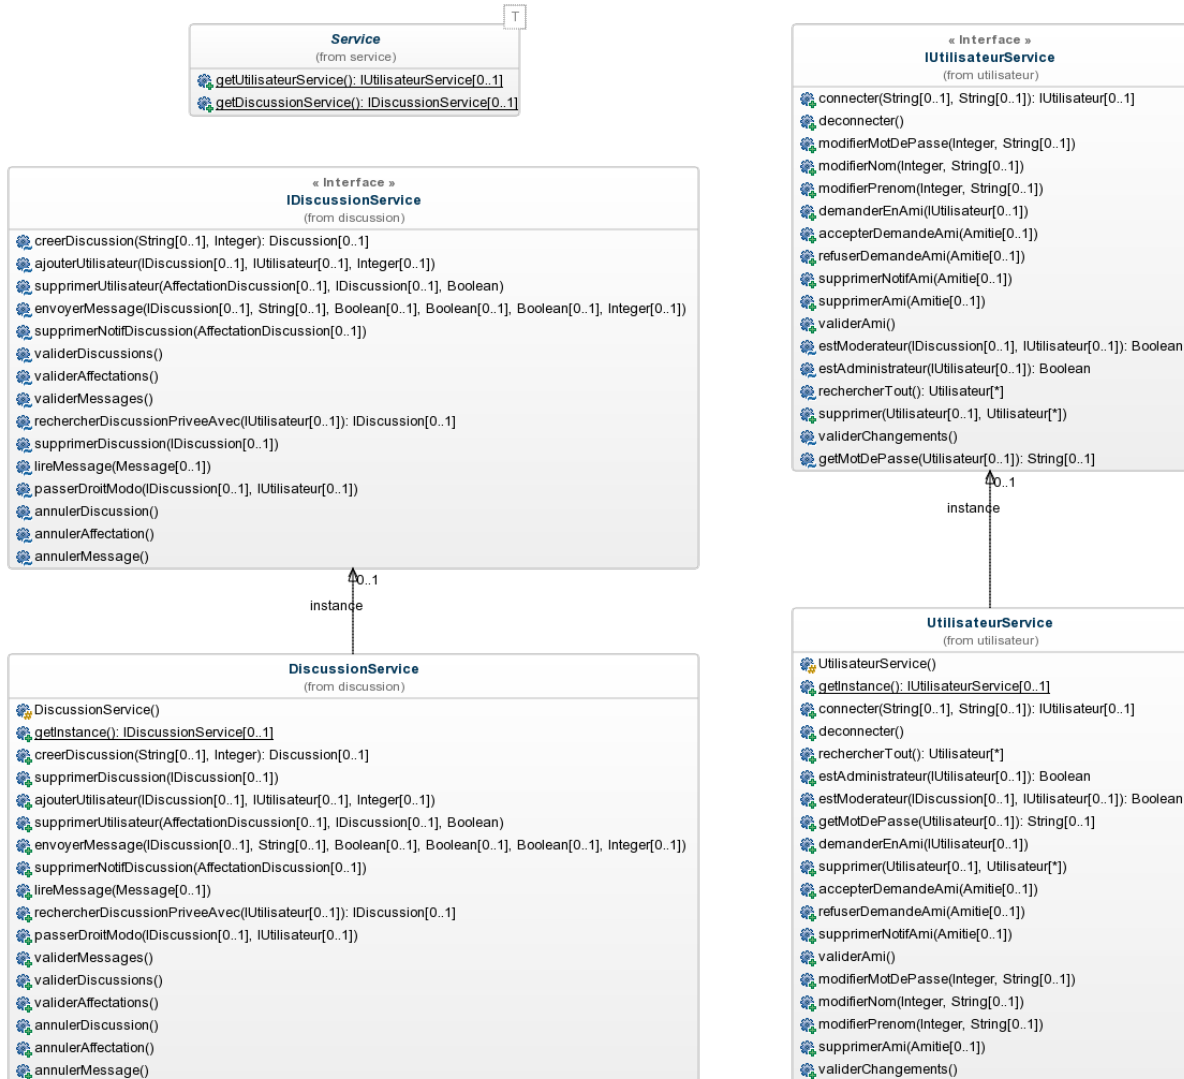 T
Service
(from service)
getUtilisateurService(): IUtilisateurService[0..1]
getDiscussionService(): IDiscussionService[0..1]
« Interface »
IDiscussionService
(from discussion)
creerDiscussion(String[0..1], Integer): Discussion[0..1]
ajouterUtilisateur(IDiscussion[0..1], IUtilisateur[0..1], Integer[0..1])
supprimerUtilisateur(AffectationDiscussion[0..1], IDiscussion[0..1], Boolean)
envoyerMessage(IDiscussion[0..1], String[0..1], Boolean[0..1], Boolean[0..1], Boolean[0..1], Integer[0..1])
supprimerNotifDiscussion(AffectationDiscussion[0..1])
validerDiscussions()
validerAffectations()
validerMessages()
rechercherDiscussionPriveeAvec(IUtilisateur[0..1]): IDiscussion[0..1]
supprimerDiscussion(IDiscussion[0..1])
lireMessage(Message[0..1])
passerDroitModo(IDiscussion[0..1], IUtilisateur[0..1])
annulerDiscussion()
annulerAffectation()
annulerMessage()
0..1
instance
DiscussionService
(from discussion)
DiscussionService()
getInstance(): IDiscussionService[0..1]
creerDiscussion(String[0..1], Integer): Discussion[0..1]
supprimerDiscussion(IDiscussion[0..1])
ajouterUtilisateur(IDiscussion[0..1], IUtilisateur[0..1], Integer[0..1])
supprimerUtilisateur(AffectationDiscussion[0..1], IDiscussion[0..1], Boolean)
envoyerMessage(IDiscussion[0..1], String[0..1], Boolean[0..1], Boolean[0..1], Boolean[0..1], Integer[0..1])
supprimerNotifDiscussion(AffectationDiscussion[0..1])
lireMessage(Message[0..1])
rechercherDiscussionPriveeAvec(IUtilisateur[0..1]): IDiscussion[0..1]
passerDroitModo(IDiscussion[0..1], IUtilisateur[0..1])
validerMessages()
validerDiscussions()
validerAffectations()
annulerDiscussion()
annulerAffectation()
annulerMessage()
« Interface »
IUtilisateurService
(from utilisateur)
connecter(String[0..1], String[0..1]): IUtilisateur[0..1]
deconnecter()
modifierMotDePasse(Integer, String[0..1])
modifierNom(Integer, String[0..1])
modifierPrenom(Integer, String[0..1])
demanderEnAmi(IUtilisateur[0..1])
accepterDemandeAmi(Amitie[0..1])
refuserDemandeAmi(Amitie[0..1])
supprimerNotifAmi(Amitie[0..1])
supprimerAmi(Amitie[0..1])
validerAmi()
estModerateur(IDiscussion[0..1], IUtilisateur[0..1]): Boolean
estAdministrateur(IUtilisateur[0..1]): Boolean
rechercherTout(): Utilisateur[*]
supprimer(Utilisateur[0..1], Utilisateur[*])
validerChangements()
getMotDePasse(Utilisateur[0..1]): String[0..1]
0..1
instance
UtilisateurService
(from utilisateur)
UtilisateurService()
getInstance(): IUtilisateurService[0..1]
connecter(String[0..1], String[0..1]): IUtilisateur[0..1]
deconnecter()
rechercherTout(): Utilisateur[*]
estAdministrateur(IUtilisateur[0..1]): Boolean
estModerateur(IDiscussion[0..1], IUtilisateur[0..1]): Boolean
getMotDePasse(Utilisateur[0..1]): String[0..1]
demanderEnAmi(IUtilisateur[0..1])
supprimer(Utilisateur[0..1], Utilisateur[*])
accepterDemandeAmi(Amitie[0..1])
refuserDemandeAmi(Amitie[0..1])
supprimerNotifAmi(Amitie[0..1])
validerAmi()
modifierMotDePasse(Integer, String[0..1])
modifierNom(Integer, String[0..1])
modifierPrenom(Integer, String[0..1])
supprimerAmi(Amitie[0..1])
validerChangements()